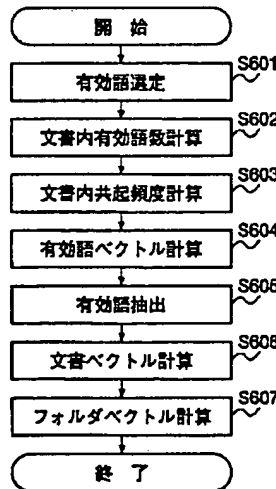 開 始
S601
有効語選定
S602
文書内有効語数計算
S603
文書内共起頻度計算
S604
有効語ベクトル計算
S605
有効語抽出
S606
文書ベクトル計算
S607
フォルダベクトル計算
終 了